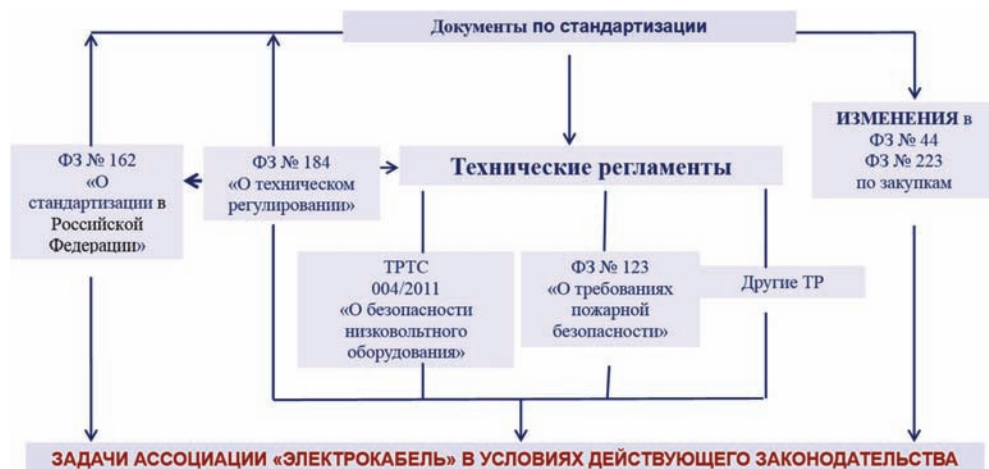 Документы по стандартизации
ФЗ № 162
«О
стандартизации в
Российской
Федерации»
ФЗ № 184
«О техническом
регулировании»
Технические регламенты
ИЗМЕНЕНИЯ в
ФЗ № 44
ФЗ № 223
по закупкам
ТРТС
004/2011
«О безопасности
низковольтного
оборудования»
ФЗ № 123
«О требованиях
пожарной
безопасности»
Другие ТР
ЗАДАЧИ АССОЦИАЦИИ «ЭЛЕКТРОКАБЕЛЬ» В УСЛОВИЯХ ДЕЙСТВУЮЩЕГО ЗАКОНОДАТЕЛЬСТВА